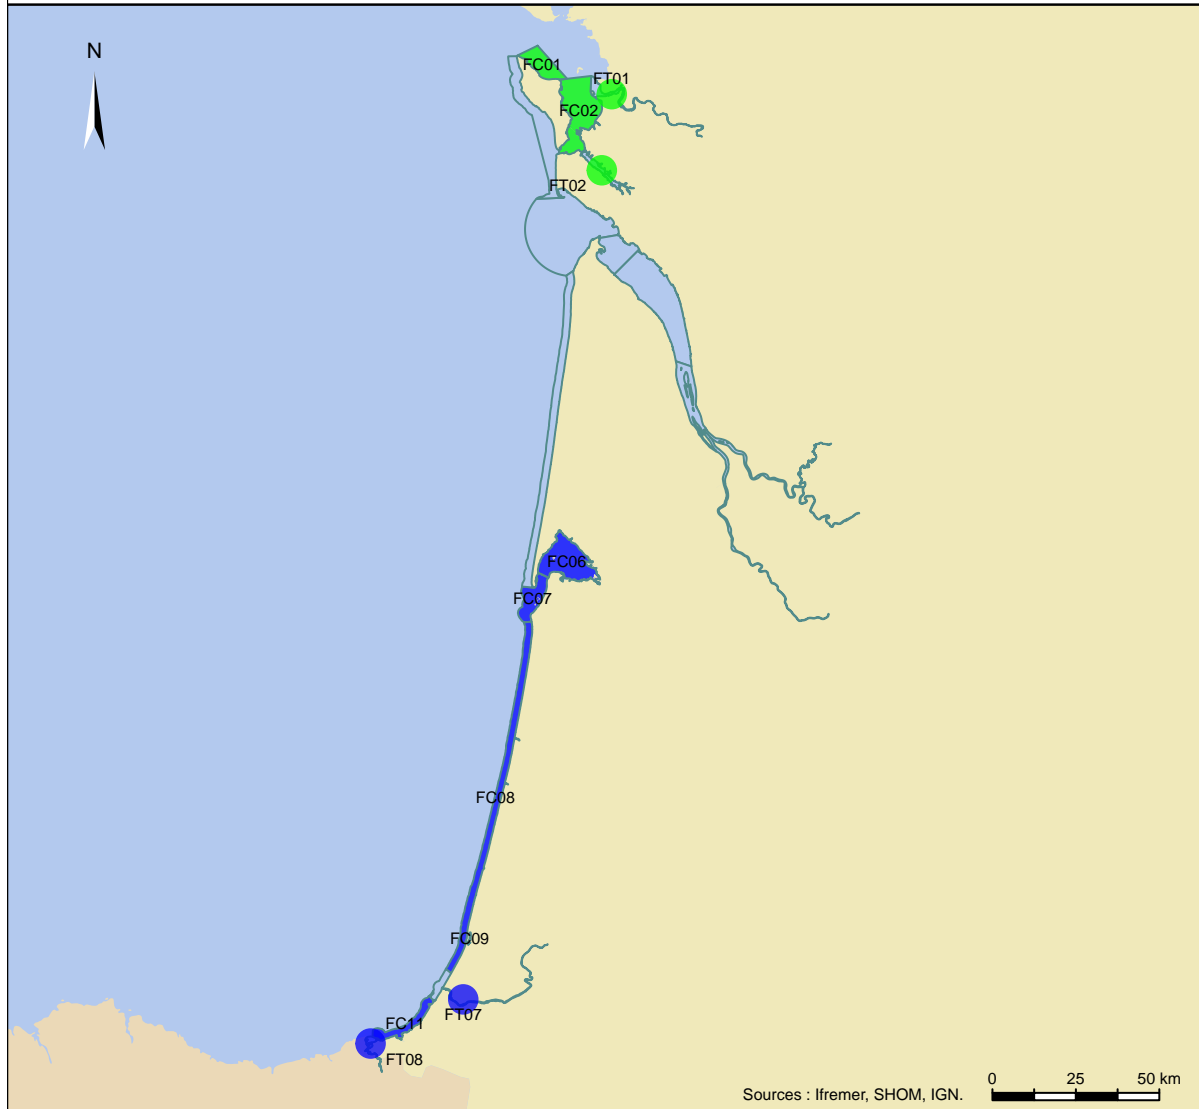 N
FC01
FT01
FC02
FT02
FC06
FC07
FC08
FC09
FT07
FC11
FT08
Sources : Ifremer, SHOM, IGN.
0 25 50 km